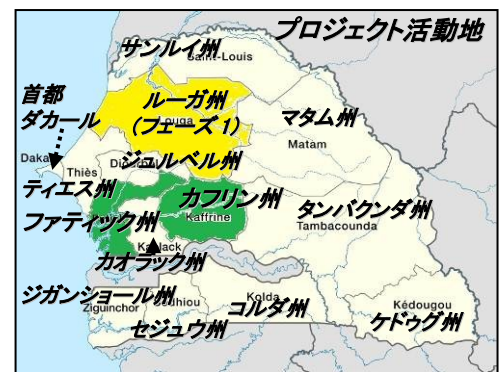 プロジェクト活動地
サンルイ州
Saint-Louis
首都
ダカール
ルーガ州
(フェーズ1)
Louga
マタム州
Matam
Dakar
ジュルベル州
Thiès
ティエス州
カフリン州
Kaffrine
ファティック州
タンバクンダ州
Tambacounda
Kaolack
カオラック州
ジガンショール州
Ziguinchor
コルダ州
Kolda
セジュウ州
Kédougou
ケドゥグ州